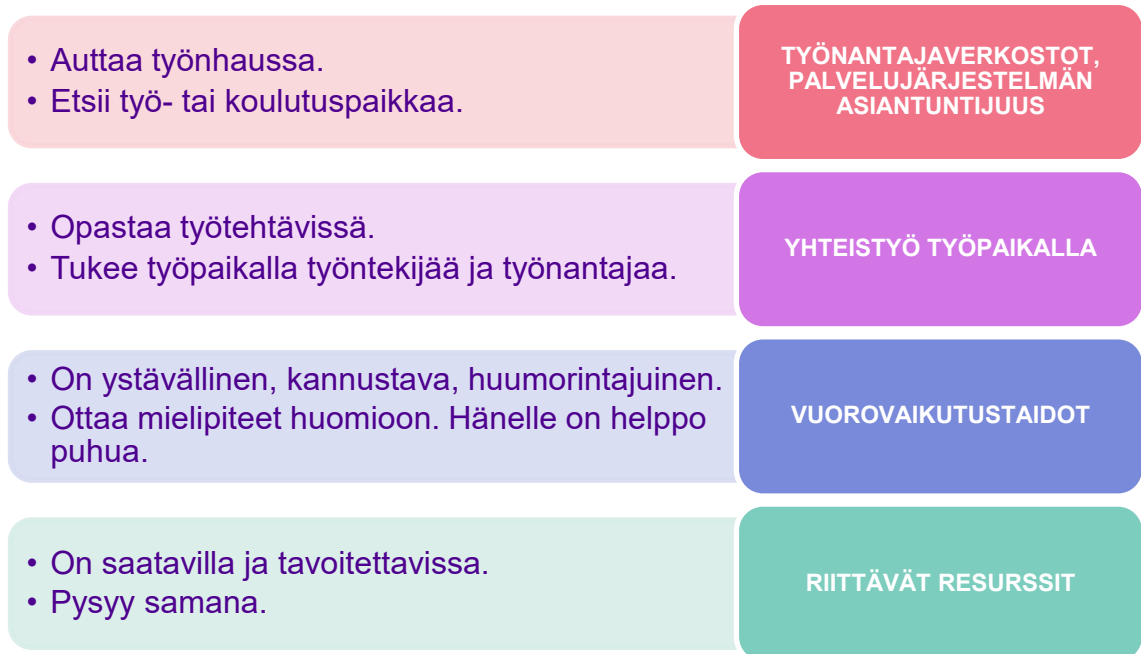 • Auttaa työnhaussa.
• Etsii työ- tai koulutuspaikkaa.
TYÖNANTAJAVERKOSTOT,
PALVELUJÄRJESTELMÄN
ASIANTUNTIJUUS
• Opastaa työtehtävissä.
• Tukee työpaikalla työntekijää ja työnantajaa.
YHTEISTYÖ TYÖPAIKALLA
• On ystävällinen, kannustava, huumorintajuinen.
• Ottaa mielipiteet huomioon. Hänelle on helppo
puhua.
VUOROVAIKUTUSTAIDOT
• On saatavilla ja tavoitettavissa.
• Pysyy samana.
RIITTÄVÄT RESURSSIT